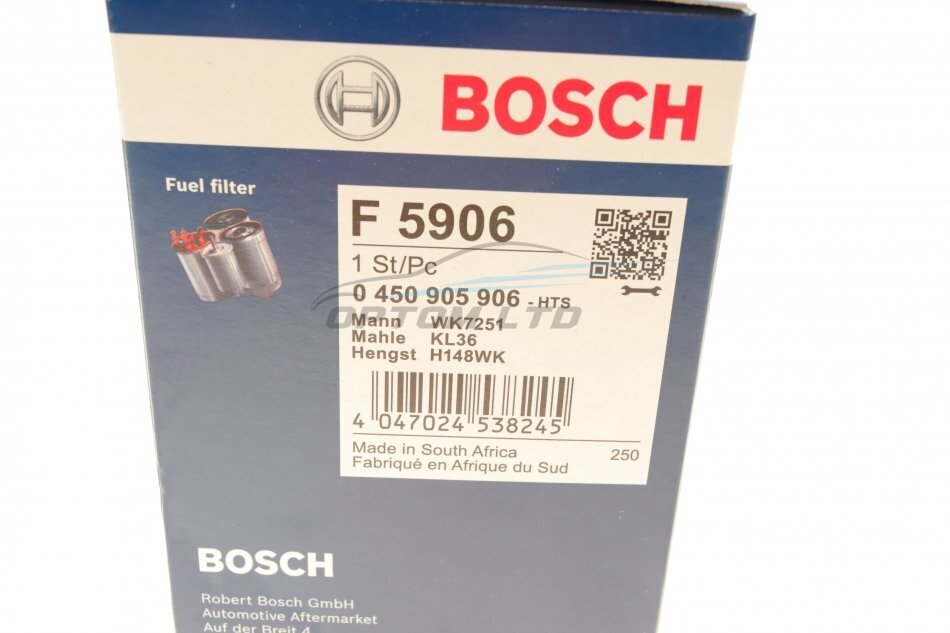 BOSCH
Fuel filter
F 5906
1 St/Pc
0 450 905 906 - HTS
OPTOM LTD
Mann WK7251
Mahle KL36
Hengst H148WK
4 047024 538245
Made in South Africa 250
Fabriqué en Afrique du Sud
BOSCH
Robert Bosch GmbH
Automotive Aftermarket
Auf der Breit 4